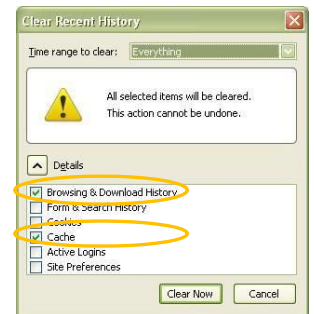 Clear Recent History
Time range to clear: Everything
All selected items will be cleared.
This action cannot be undone.
Details
Browsing & Download History
Form & Search History
Cookies
Cache
Active Logins
Site Preferences
Clear Now Cancel